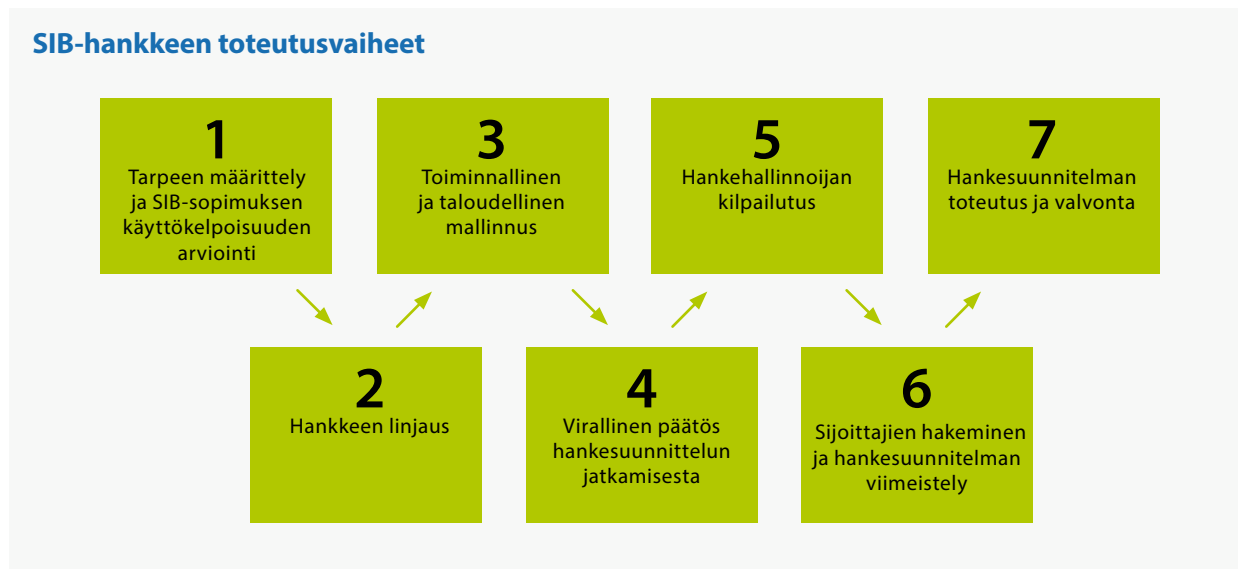 SIB-hankkeen toteutusvaiheet
1
Tarpeen määrittely
ja SIB-sopimuksen
käyttökelpoisuuden
arviointi
2
Hankkeen linjaus
3
Toiminnallinen
ja taloudellinen
mallinnus
4
Virallinen päätös
hankesuunnittelun
jatkamisesta
5
Hankehallinnoijan
kilpailutus
6
Sijoittajien hakeminen
ja hankesuunnitelman
viimeistely
7
Hankesuunnitelman
toteutus ja valvonta